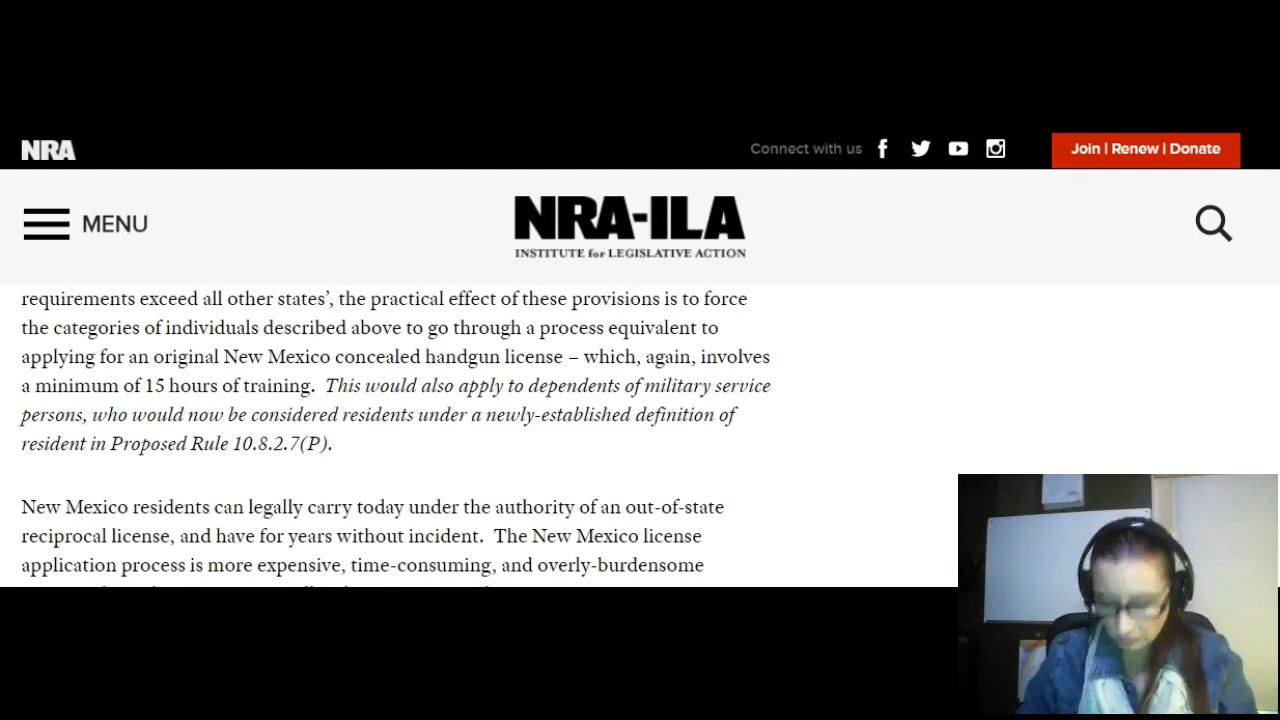 NRA
Connect with us
Join | Renew | Donate
MENU
NRA-ILA
INSTITUTE for LEGISLATIVE ACTION
requirements exceed all other states’, the practical effect of these provisions is to force
the categories of individuals described above to go through a process equivalent to
applying for an original New Mexico concealed handgun license – which, again, involves
a minimum of 15 hours of training.  This would also apply to dependents of military service
persons, who would now be considered residents under a newly-established definition of
resident in Proposed Rule 10.8.2.7(P).
New Mexico residents can legally carry today under the authority of an out-of-state
reciprocal license, and have for years without incident.  The New Mexico license
application process is more expensive, time-consuming, and overly-burdensome